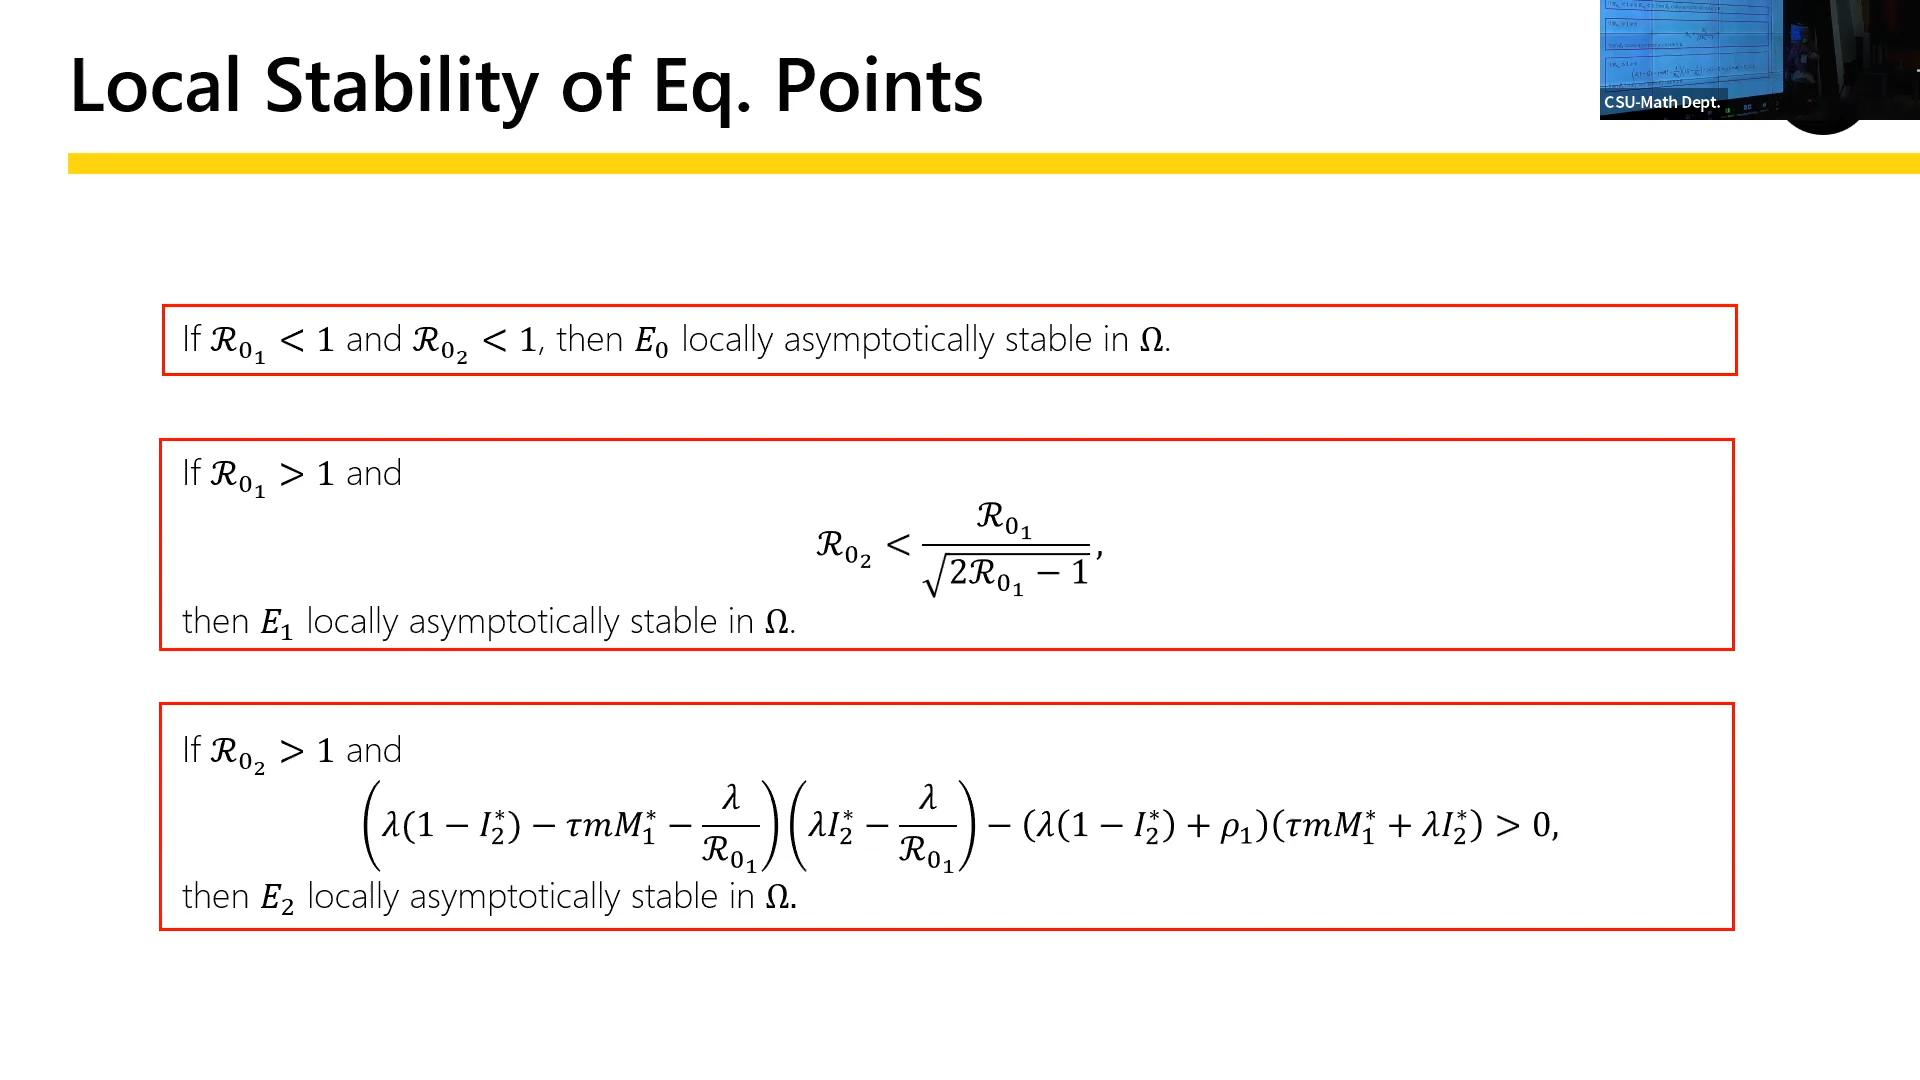 Local Stability of Eq. Points
CSU-Math Dept.
If ℛ₀₁ < 1 and ℛ₀₂ < 1, then E₀ locally asymptotically stable in Ω.
If ℛ₀₁ > 1 and
ℛ₀₂ < ℛ₀₁ / √(2ℛ₀₁ − 1),
then E₁ locally asymptotically stable in Ω.
If ℛ₀₂ > 1 and
(λ(1 − I₂*) − τmM₁* − λ/ℛ₀₁)(λI₂* − λ/ℛ₀₁) − (λ(1 − I₂*) + ρ₁)(τmM₁* + λI₂*) > 0,
then E₂ locally asymptotically stable in Ω.